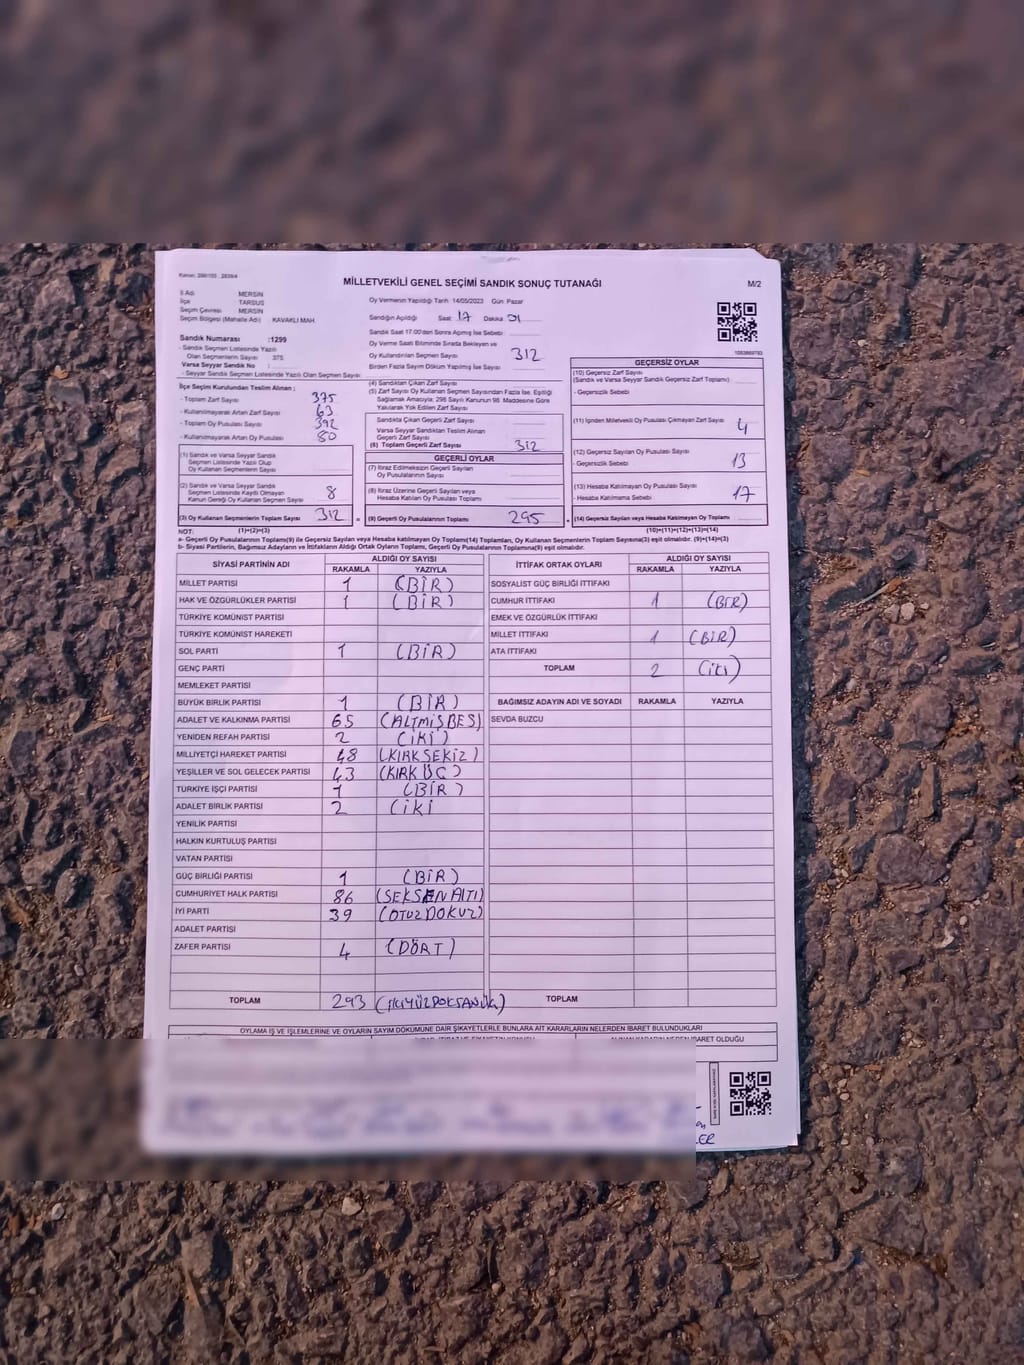 Kanun: 298/105 , 2839/4
MİLLETVEKİLİ GENEL SEÇİMİ SANDIK SONUÇ TUTANAĞI
M/2
İl Adı : MERSİN
İlçe : TARSUS
Seçim Çevresi : MERSİN
Seçim Bölgesi (Mahalle Adı) : KAVAKLI MAH.
Sandık Numarası :1299
- Sandık Seçmen Listesinde Yazılı
Olan Seçmenlerin Sayısı : 375
Varsa Seyyar Sandık No :
- Seyyar Sandık Seçmen Listesinde Yazılı Olan Seçmen Sayısı
İlçe Seçim Kurulundan Teslim Alınan ;
- Toplam Zarf Sayısı 375
- Kullanılmayarak Artan Zarf Sayısı 63
- Toplam Oy Pusulası Sayısı 392
- Kullanılmayarak Artan Oy Pusulası 80
(1) Sandık ve Varsa Seyyar Sandık
Seçmen Listesinde Yazılı Olup
Oy Kullanan Seçmenlerin Sayısı
(2) Sandık ve Varsa Seyyar Sandık
Seçmen Listesinde Kayıtlı Olmayan
Kanun Gereği Oy Kullanan Seçmen Sayısı 8
(3) Oy Kullanan Seçmenlerin Toplam Sayısı 312
(1)+(2)=(3)
Oy Vermenin Yapıldığı Tarih 14/05/2023 Gün: Pazar
Sandığın Açıldığı Saat: 17 Dakika 01
Sandık Saat 17:00'den Sonra Açılmış İse Sebebi
Oy Verme Saati Bitiminde Sırada Bekleyen ve
Oy Kullandırılan Seçmen Sayısı 312
Birden Fazla Sayım Döküm Yapılmış İse Sayısı
(4) Sandıktan Çıkan Zarf Sayısı
(5) Zarf Sayısı Oy Kullanan Seçmen Sayısından Fazla İse, Eşitliği
Sağlamak Amacıyla; 298 Sayılı Kanunun 98. Maddesine Göre
Yakılarak Yok Edilen Zarf Sayısı
Sandıkta Çıkan Geçerli Zarf Sayısı
Varsa Seyyar Sandıktan Teslim Alınan
Geçerli Zarf Sayısı
(6) Toplam Geçerli Zarf Sayısı 312
GEÇERLİ OYLAR
(7) İtiraz Edilmeksizin Geçerli Sayılan
Oy Pusulalarının Sayısı
(8) İtiraz Üzerine Geçerli Sayılan veya
Hesaba Katılan Oy Pusulası Toplamı
= (9) Geçerli Oy Pusulalarının Toplamı 295 +
1083869793
GEÇERSİZ OYLAR
(10) Geçersiz Zarf Sayısı
(Sandık ve Varsa Seyyar Sandık Geçersiz Zarf Toplamı)
- Geçersizlik Sebebi
(11) İçinden Milletvekili Oy Pusulası Çıkmayan Zarf Sayısı 4
(12) Geçersiz Sayılan Oy Pusulası Sayısı 13
- Geçersizlik Sebebi
(13) Hesaba Katılmayan Oy Pusulası Sayısı 17
- Hesaba Katılmama Sebebi
(14) Geçersiz Sayılan veya Hesaba Katılmayan Oy Toplamı
(10)+(11)+(12)+(13)=(14)
NOT:
a- Geçerli Oy Pusulaları Toplamı(9) ile Geçersiz Sayılan veya Hesaba Katılmayan Oy Toplamı(14) Toplamları, Oy Kullanan Seçmenlerin Toplam Sayısına(3) eşit olmalıdır. (9)+(14)=(3)
b- Siyasi Partilerin, Bağımsız Adayların ve İttifakların Aldığı Ortak Oyların Toplamı, Geçerli Oy Pusulalarının Toplamına(9) eşit olmalıdır.
SİYASİ PARTİNİN ADI ALDIĞI OY SAYISI
RAKAMLA YAZIYLA
MİLLET PARTİSİ 1 (BİR)
HAK VE ÖZGÜRLÜKLER PARTİSİ 1 (BİR)
TÜRKİYE KOMÜNİST PARTİSİ
TÜRKİYE KOMÜNİST HAREKETİ
SOL PARTİ 1 (BİR)
GENÇ PARTİ
MEMLEKET PARTİSİ
BÜYÜK BİRLİK PARTİSİ 1 (BİR)
ADALET VE KALKINMA PARTİSİ 65 (ALTMİSBES)
YENİDEN REFAH PARTİSİ 2 (İKİ)
MİLLİYETÇİ HAREKET PARTİSİ 48 (KIRKSEKİZ)
YEŞİLLER VE SOL GELECEK PARTİSİ 43 (KIRK ÜÇ)
TÜRKİYE İŞÇİ PARTİSİ 1 (BİR)
ADALET BİRLİK PARTİSİ 2 (İKİ
YENİLİK PARTİSİ
HALKIN KURTULUŞ PARTİSİ
VATAN PARTİSİ
GÜÇ BİRLİĞİ PARTİSİ 1 (BİR)
CUMHURİYET HALK PARTİSİ 86 (SEKSENALTI)
İYİ PARTİ 39 (OTUZDOKUZ)
ADALET PARTİSİ
ZAFER PARTİSİ 4 (DÖRT)
TOPLAM 293
İTTİFAK ORTAK OYLARI ALDIĞI OY SAYISI
RAKAMLA YAZIYLA
SOSYALİST GÜÇ BİRLİĞİ İTTİFAKI
CUMHUR İTTİFAKI 1 (BİR)
EMEK VE ÖZGÜRLÜK İTTİFAKI
MİLLET İTTİFAKI 1 (BİR)
ATA İTTİFAKI
TOPLAM 2 (İKİ)
BAĞIMSIZ ADAYIN ADI VE SOYADI RAKAMLA YAZIYLA
SEVDA BUZCU
TOPLAM
OYLAMA İŞ VE İŞLEMLERİNE VE OYLARIN SAYIM DÖKÜMÜNE DAİR ŞİKAYETLERLE BUNLARA AİT KARARLARIN NELERDEN İBARET BULUNDUKLARI